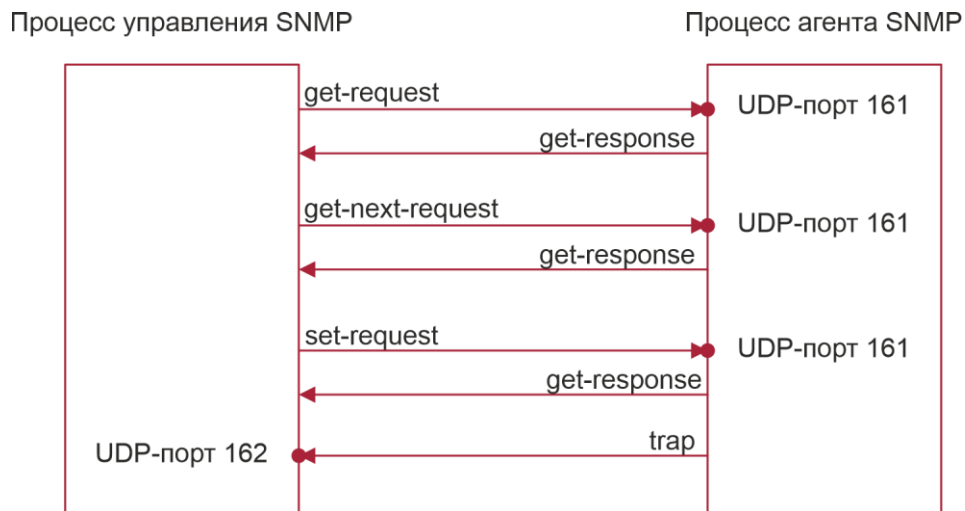 Процесс управления SNMP
Процесс агента SNMP
get-request
UDP-порт 161
get-response
get-next-request
UDP-порт 161
get-response
set-request
UDP-порт 161
get-response
trap
UDP-порт 162